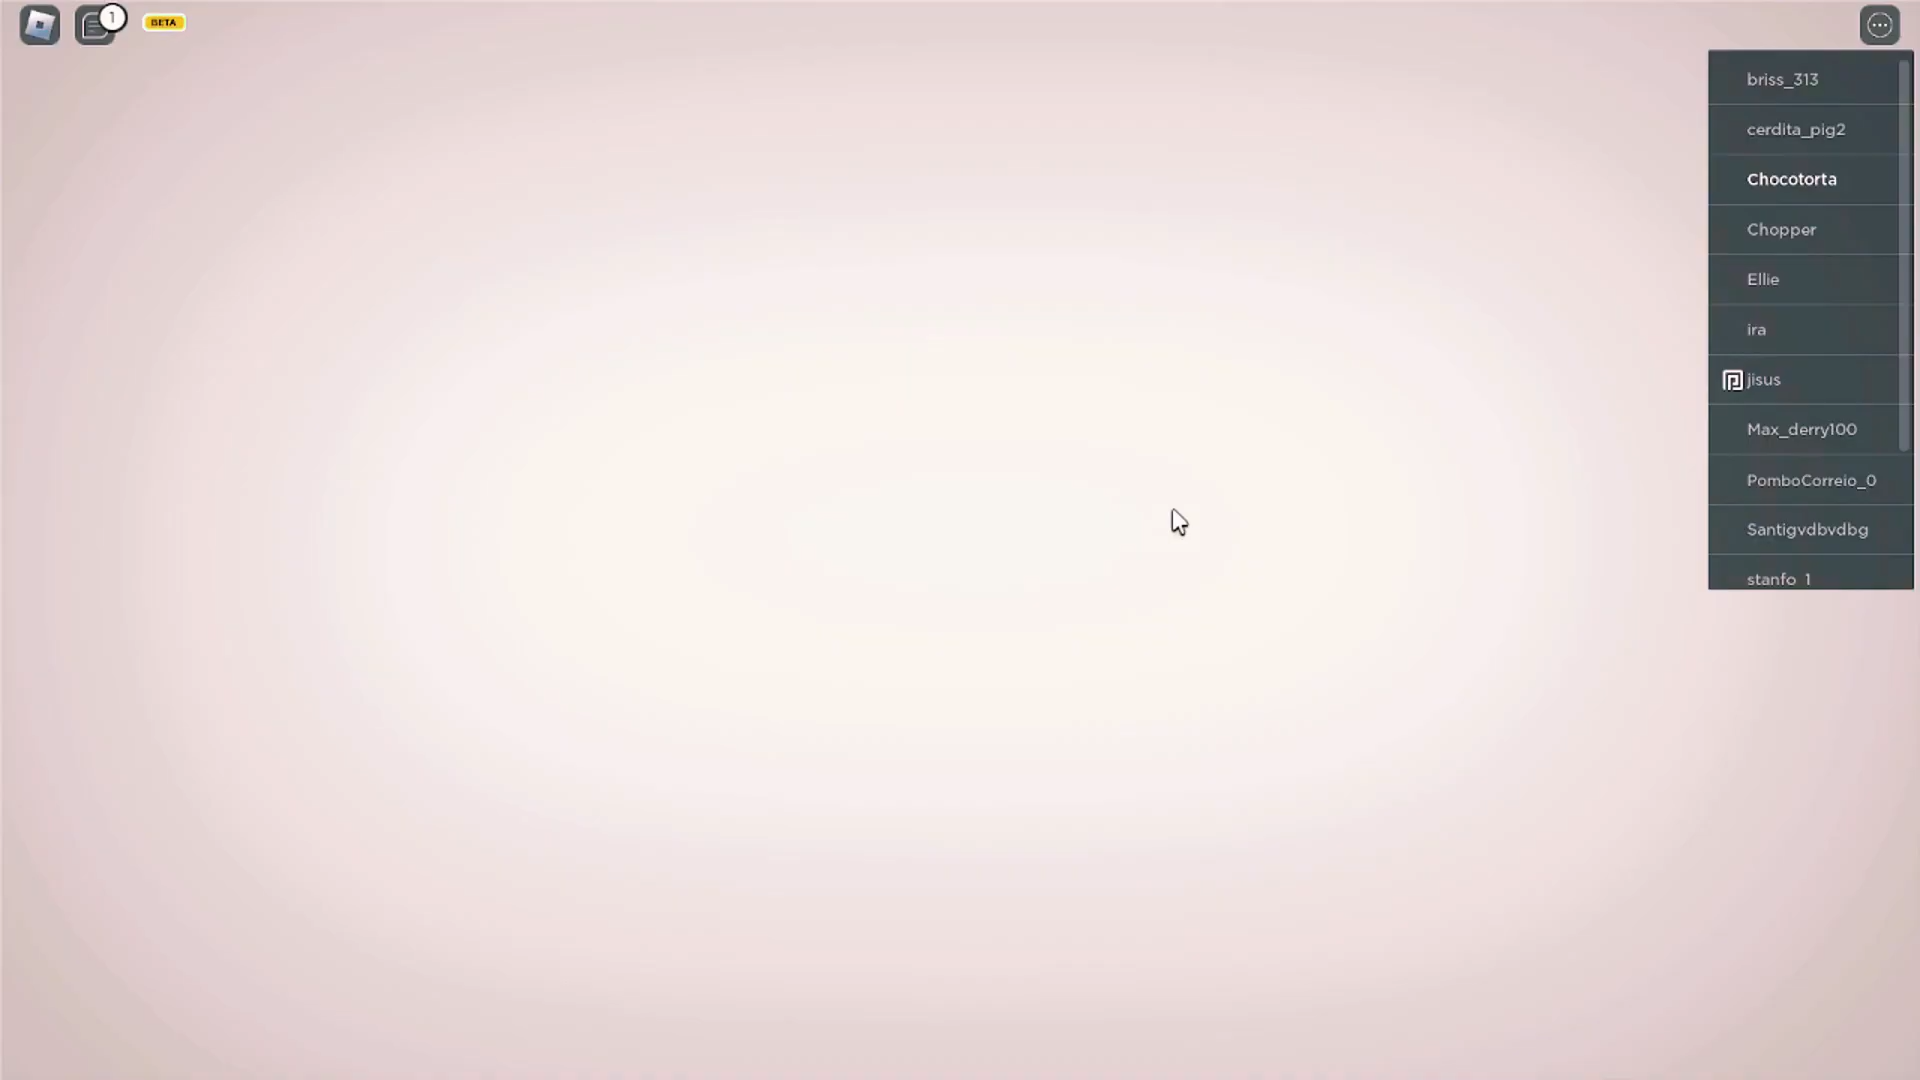 1
BETA
briss_313
cerdita_pig2
Chocotorta
Chopper
Ellie
ira
jisus
Max_derry100
PomboCorreio_0
Santigvdbvdbg
stanfo_1